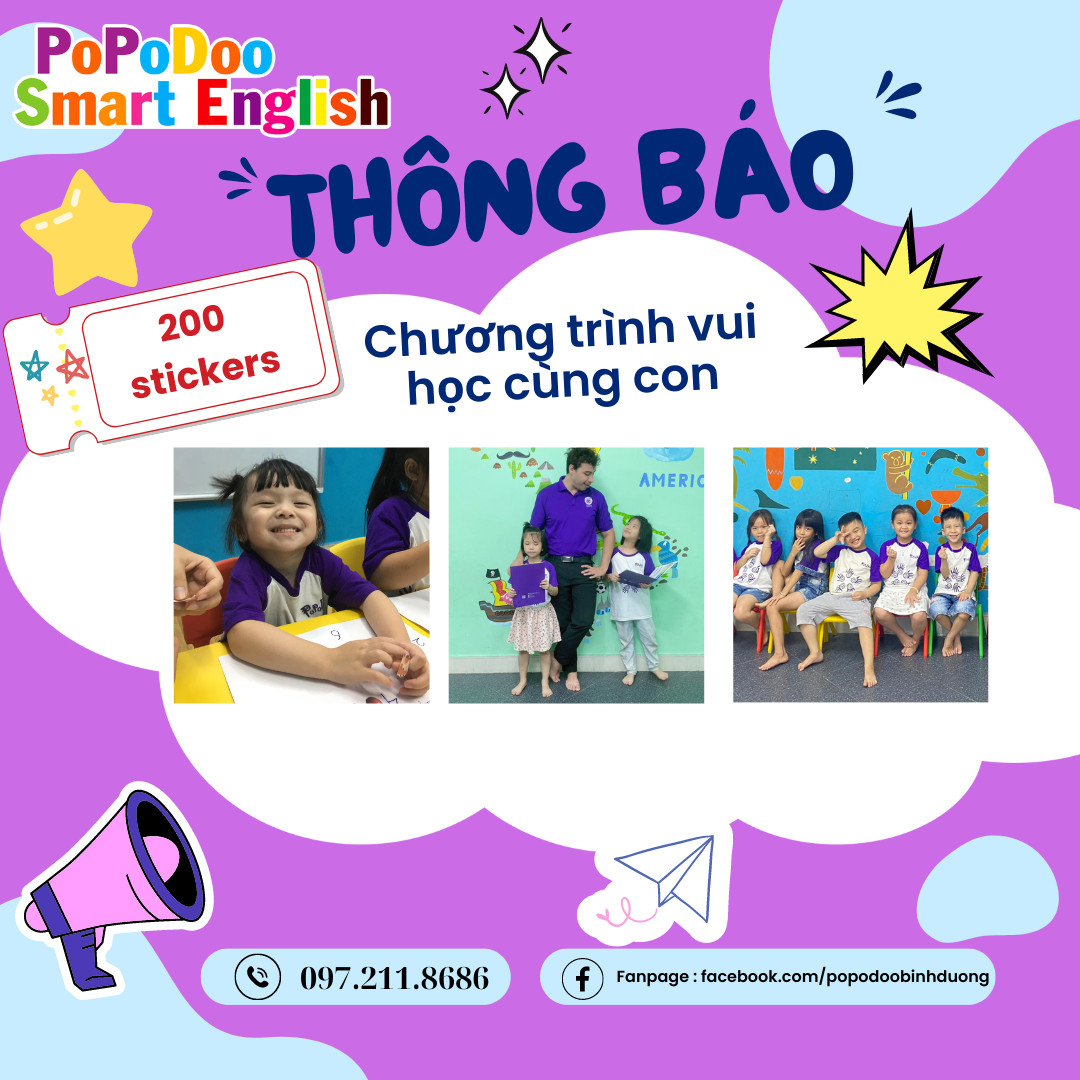 PoPoDoo
Smart English
THÔNG BÁO
200
stickers
Chương trình vui
học cùng con
AMERIC
6
097.211.8686
Fanpage : facebook.com/popodoobinhduong